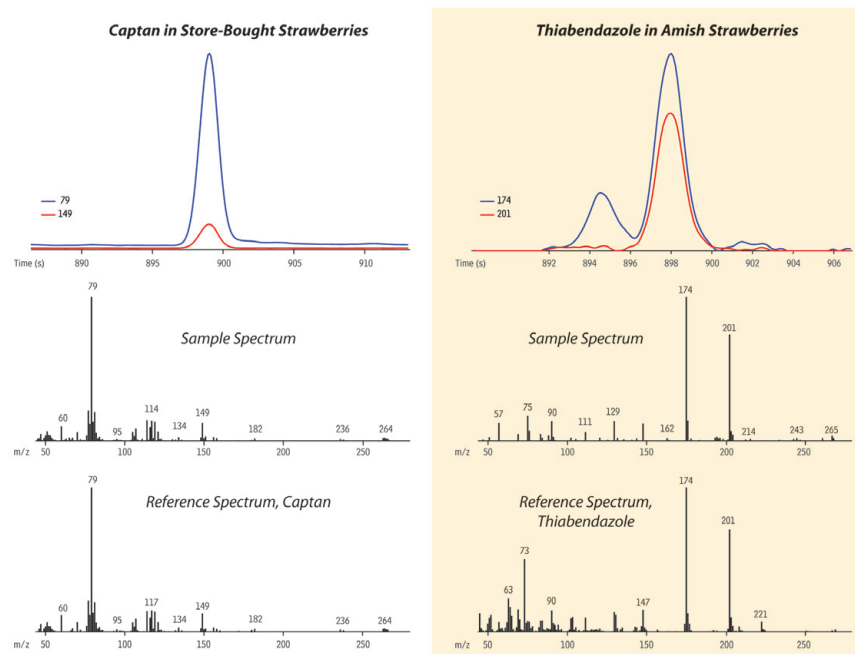 Captan in Store-Bought Strawberries
79
149
Time (s) 890 895 900 905 910
79
Sample Spectrum
60 95 114 134 149 182 236 264
m/z 50 100 150 200 250
79
Reference Spectrum, Captan
60 95 117 134 149 182 236 264
m/z 50 100 150 200 250
Thiabendazole in Amish Strawberries
174
201
Time (s) 892 894 896 898 900 902 904 906
174
Sample Spectrum
201
57 75 90 111 129 162 214 243 265
m/z 50 100 150 200 250
174
Reference Spectrum,
Thiabendazole
201
73
63 90 147 221
m/z 50 100 150 200 250